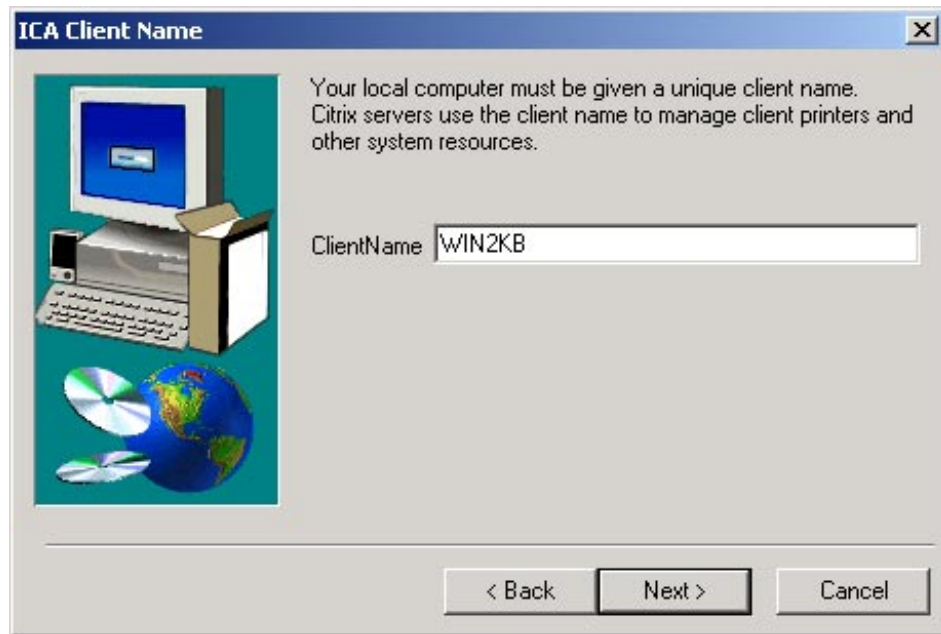 ICA Client Name
Your local computer must be given a unique client name.
Citrix servers use the client name to manage client printers and
other system resources.
ClientName WIN2KB
< Back Next > Cancel